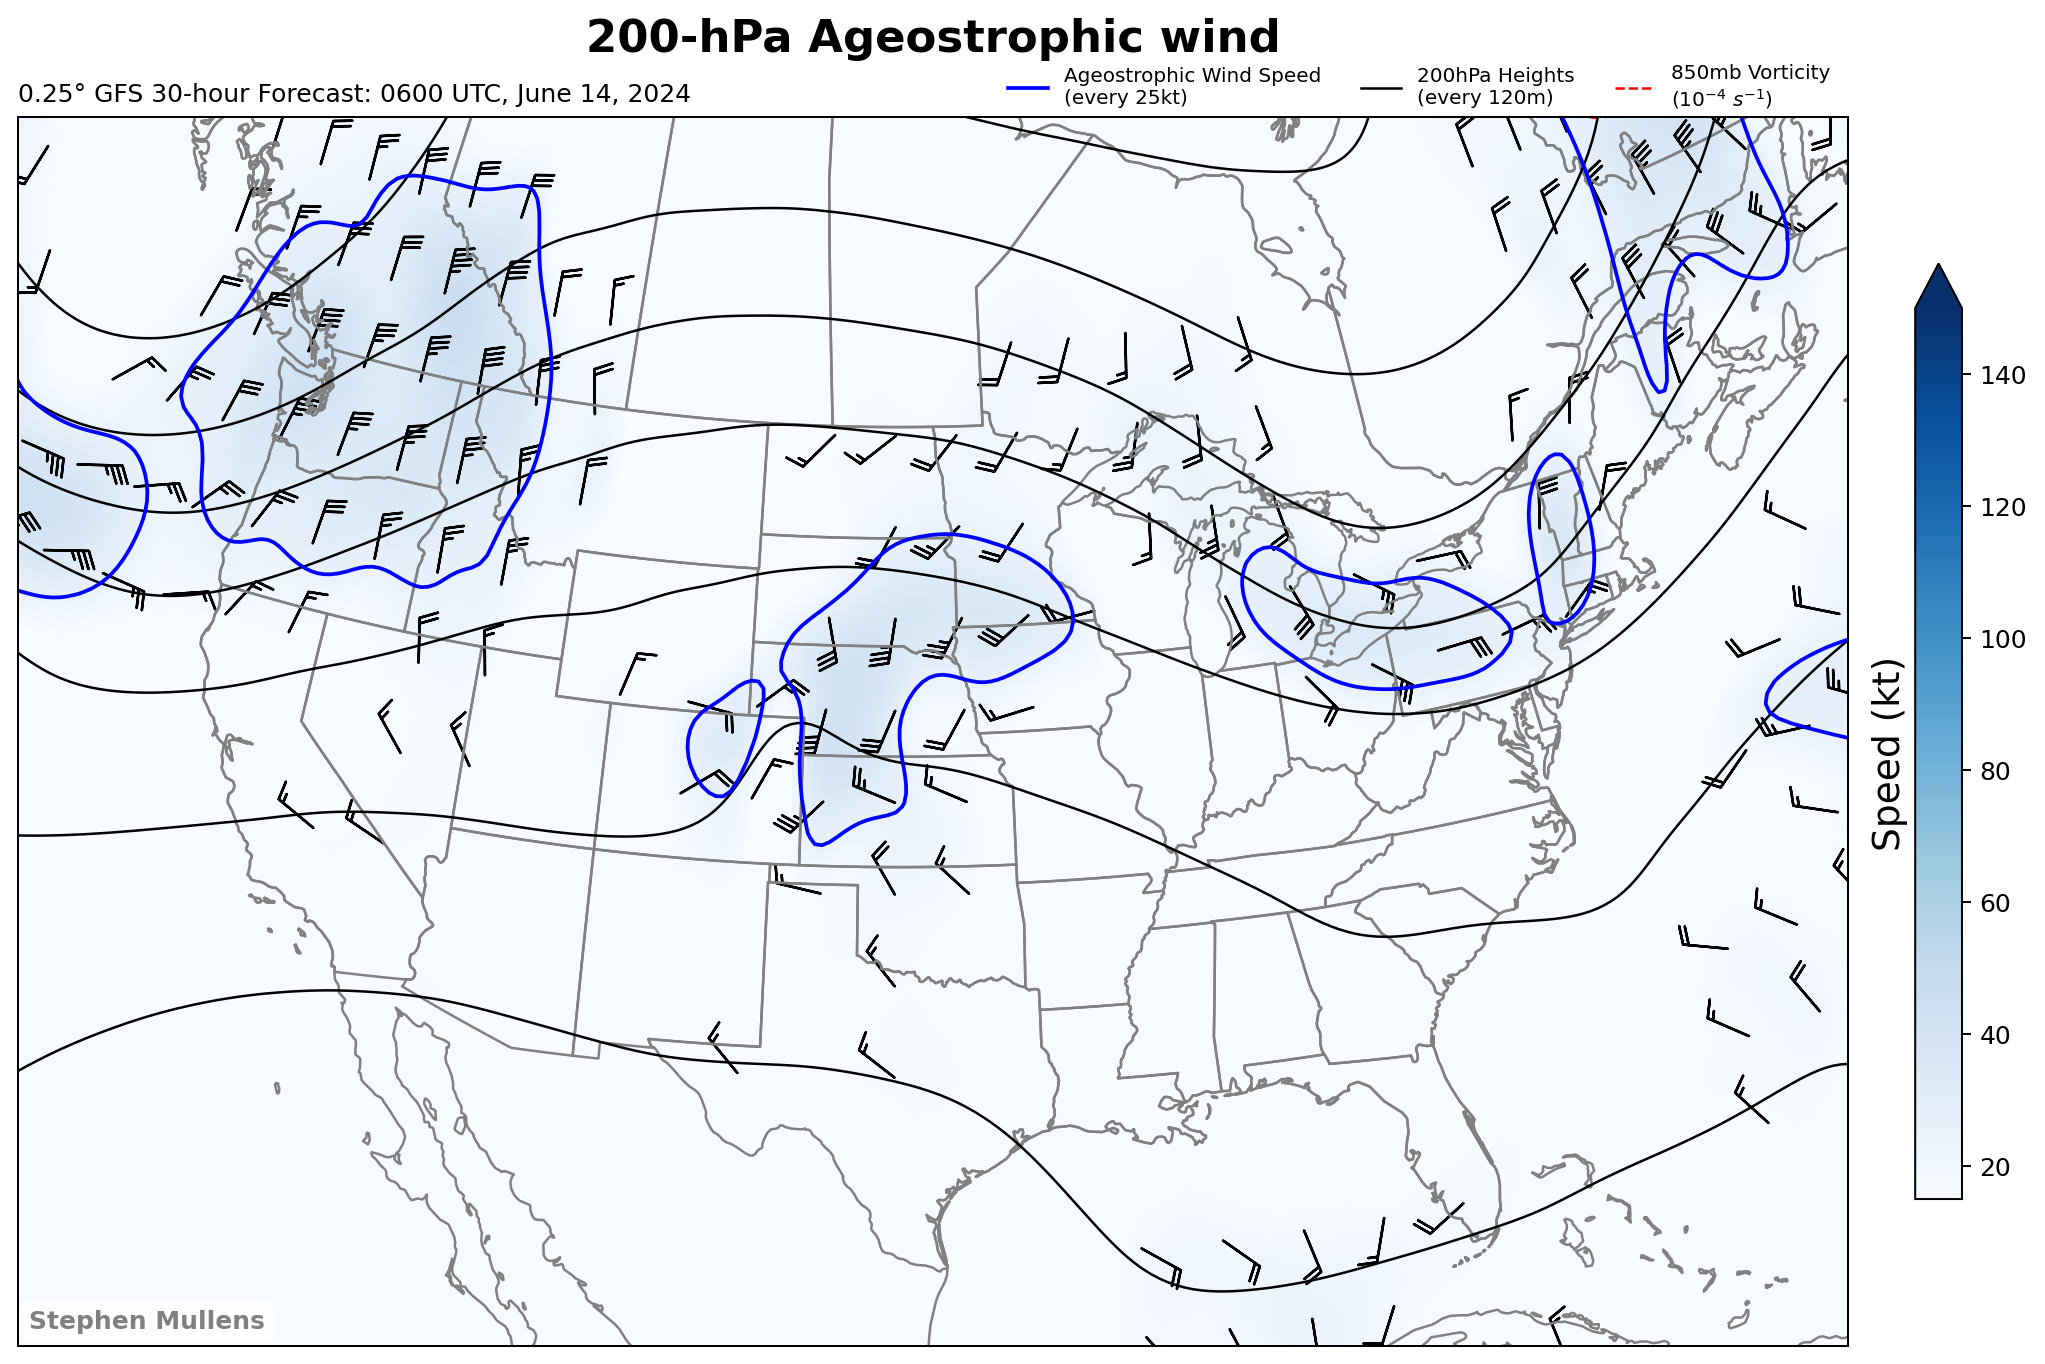 200-hPa Ageostrophic wind
0.25° GFS 30-hour Forecast: 0600 UTC, June 14, 2024
Ageostrophic Wind Speed
(every 25kt)
200hPa Heights
(every 120m)
850mb Vorticity
(10⁻⁴ s⁻¹)
140
120
100
80
60
40
20
Speed (kt)
Stephen Mullens